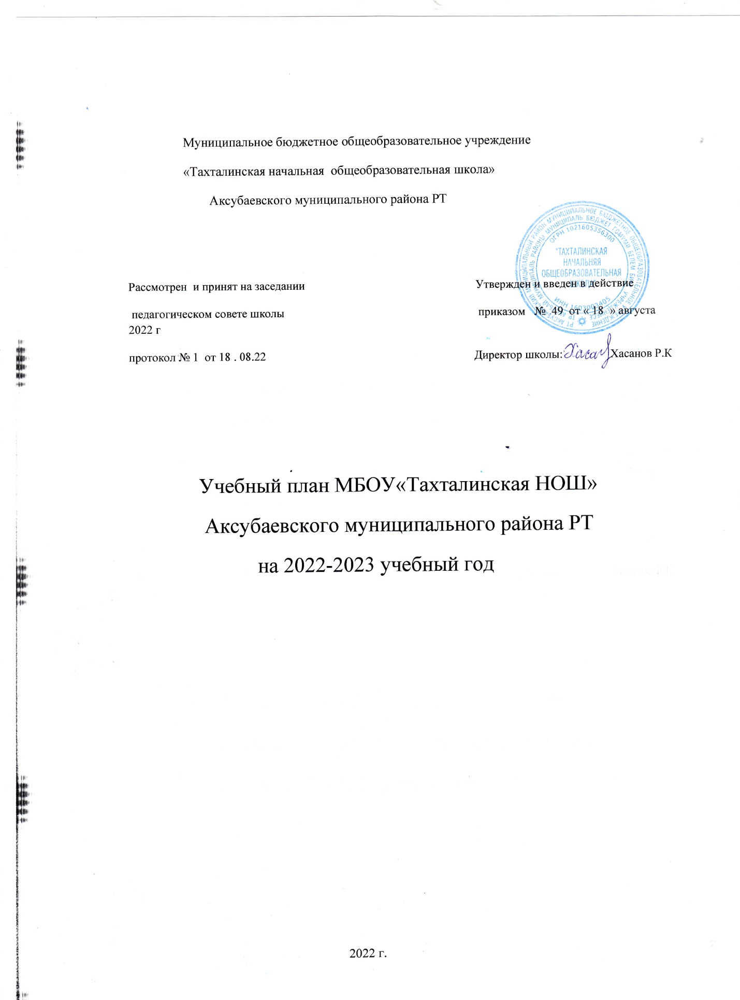 Муниципальное бюджетное общеобразовательное учреждение
«Тахталинская начальная общеобразовательная школа»
Аксубаевского муниципального района РТ
ОГРН 1021605356300
"ТАХТАЛИНСКАЯ
НАЧАЛЬНЯЯ
ОБЩЕОБРАЗОВАТЕЛЬНАЯ
ИНН 1603003405
Рассмотрен и принят на заседании Утвержден и введен в действие
педагогическом совете школы приказом № 49 от « 18 » августа
2022 г
протокол № 1 от 18 . 08.22 Директор школы: Хасанов Р.К
Учебный план МБОУ«Тахталинская НОШ»
Аксубаевского муниципального района РТ
на 2022-2023 учебный год
2022 г.